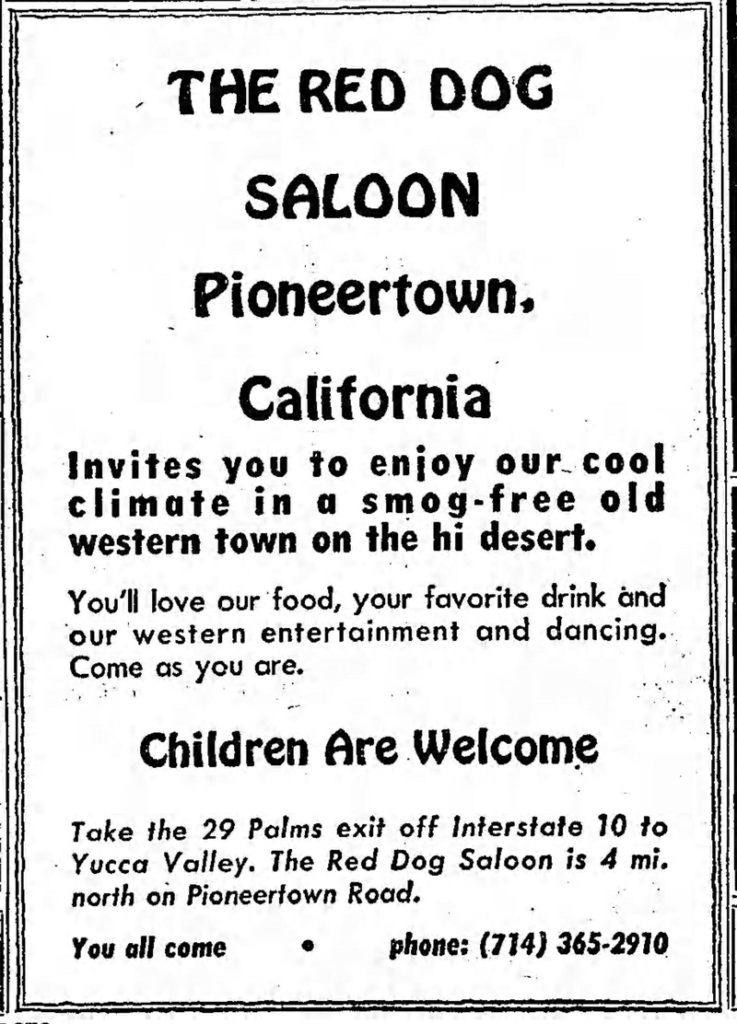 THE RED DOG
SALOON
Pioneertown,
California
Invites you to enjoy our cool
climate in a smog-free old
western town on the hi desert.
You'll love our food, your favorite drink and
our western entertainment and dancing.
Come as you are.
Children Are Welcome
Take the 29 Palms exit off Interstate 10 to
Yucca Valley. The Red Dog Saloon is 4 mi.
north on Pioneertown Road.
You all come • phone: (714) 365-2910